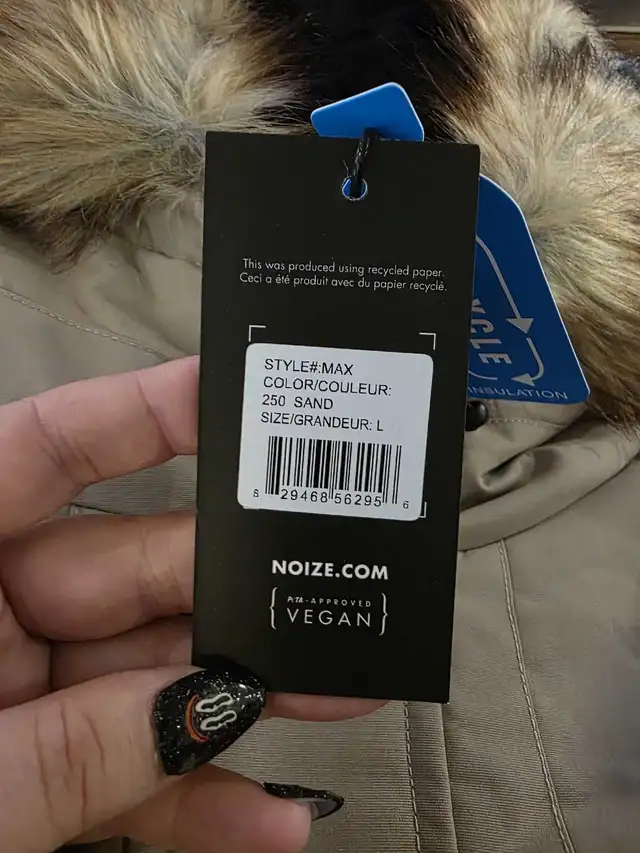 This was produced using recycled paper.
Ceci a été produit avec du papier recyclé.
STYLE#:MAX
COLOR/COULEUR:
250 SAND
SIZE/GRANDEUR: L
8 29468 56295 6
NOIZE.COM
PETA-APPROVED
VEGAN
INSULATION